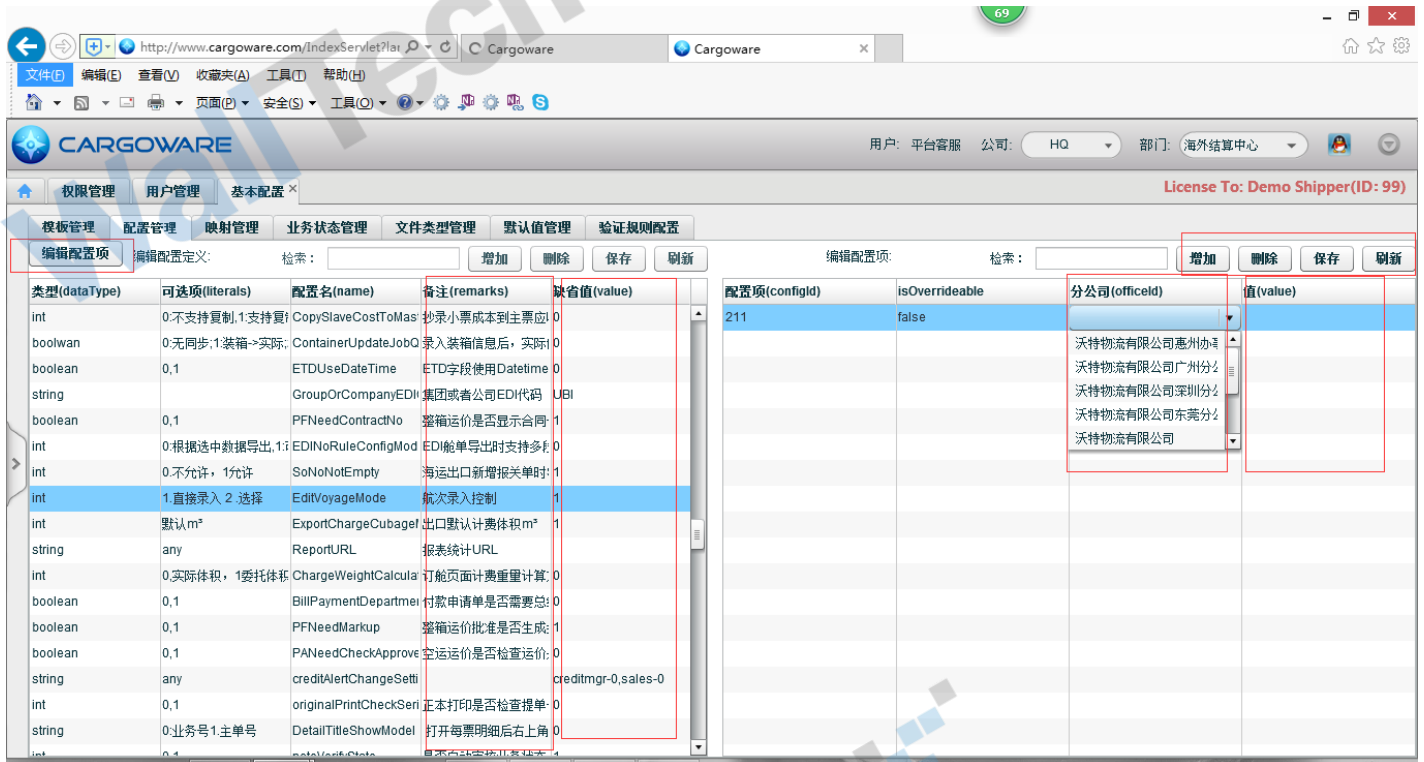 69
http://www.cargoware.com/IndexServlet?lar
Cargoware
Cargoware
文件(F) 编辑(E) 查看(V) 收藏夹(A) 工具(T) 帮助(H)
页面(P) 安全(S) 工具(O)
CARGOWARE
用户: 平台客服 公司: HQ 部门: 海外结算中心
权限管理 用户管理 基本配置
License To: Demo Shipper(ID: 99)
模板管理 配置管理 映射管理 业务状态管理 文件类型管理 默认值管理 验证规则配置
编辑配置项 编辑配置定义: 检索: 增加 删除 保存 刷新 编辑配置项: 检索: 增加 删除 保存 刷新
类型(dataType) 可选项(literals) 配置名(name) 备注(remarks) 缺省值(value) 配置项(configId) isOverrideable 分公司(officeId) 值(value)
int 0:不支持复制,1:支持复 CopySlaveCostToMas 抄录小票成本到主票应 0 211 false
boolwan 0:无同步;1:装箱->实际; ContainerUpdateJobQ 录入装箱信息后，实际 0 沃特物流有限公司惠州办
boolean 0,1 ETDUseDateTime ETD字段使用Datetime 0 沃特物流有限公司广州分
string GroupOrCompanyEDI 集团或者公司EDI代码 UBI 沃特物流有限公司深圳分
boolean 0,1 PFNeedContractNo 整箱运价是否显示合同 1 沃特物流有限公司东莞分
int 0:根据选中数据导出,1: EDINoRuleConfigMod EDI舱单导出时支持多 0 沃特物流有限公司
int 0.不允许，1允许 SoNoNotEmpty 海运出口新增报关单时 1
int 1.直接录入 2 .选择 EditVoyageMode 航次录入控制 1
int 默认m³ ExportChargeCubage 出口默认计费体积m³ 1
string any ReportURL 报表统计URL
int 0,实际体积，1委托体积 ChargeWeightCalcula 订舱页面计费重量计算 0
boolean 0,1 BillPaymentDepartme 付款申请单是否需要总 0
boolean 0,1 PFNeedMarkup 整箱运价批准是否生成 1
boolean 0,1 PANeedCheckApprove 空运运价是否检查运价 0
string any creditAlertChangeSetti creditmgr-0,sales-0
int 0,1 originalPrintCheckSeri 正本打印是否检查提单 0
string 0:业务号1.主单号 DetailTitleShowModel 打开每票明细后右上角 0
int 0,1 noteVerifyState 是否自动审核业务状态 1
WallTech